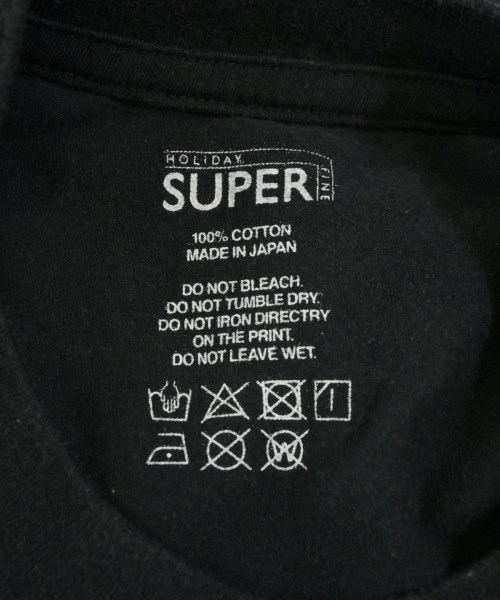 HOLIDAY
SUPER
FINE
100% COTTON
MADE IN JAPAN
DO NOT BLEACH.
DO NOT TUMBLE DRY.
DO NOT IRON DIRECTRY
ON THE PRINT.
DO NOT LEAVE WET.
W